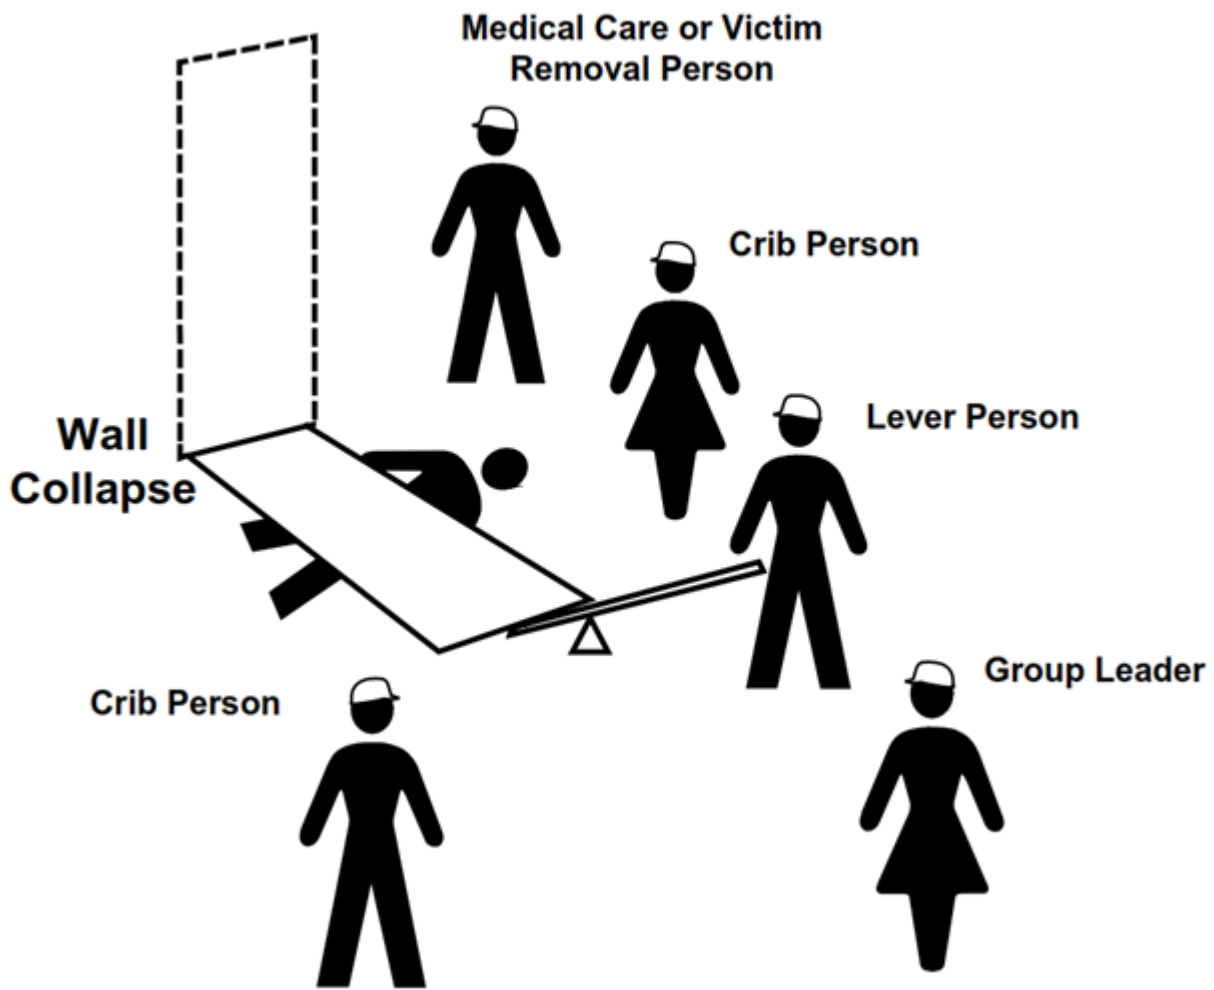 Medical Care or Victim
Removal Person
Crib Person
Lever Person
Wall
Collapse
Group Leader
Crib Person